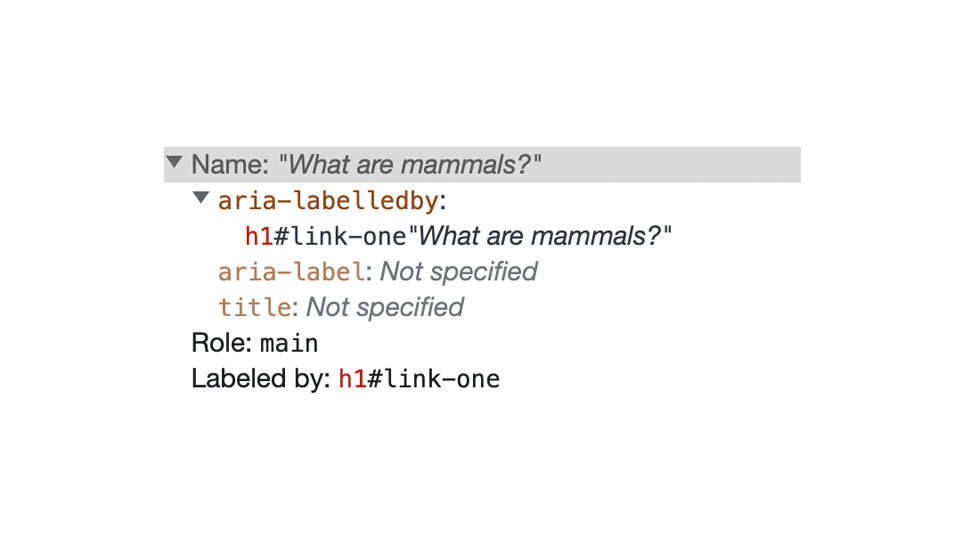 Name: "What are mammals?"
aria-labelledby:
h1#link-one"What are mammals?"
aria-label: Not specified
title: Not specified
Role: main
Labeled by: h1#link-one